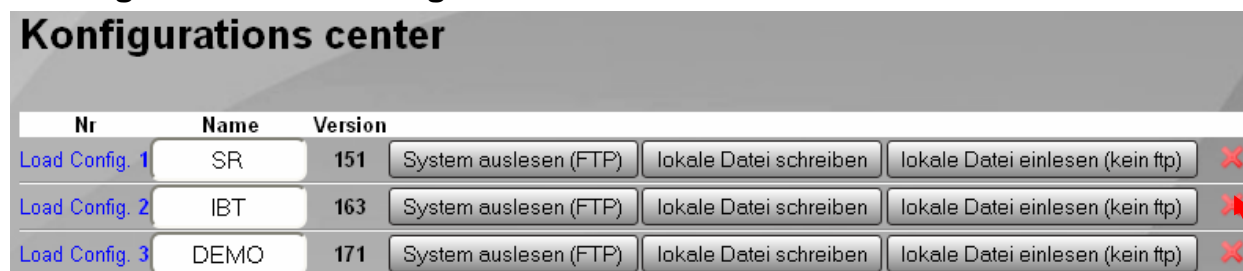 Konfigurations center
Nr Name Version
Load Config. 1 SR 151 System auslesen (FTP) lokale Datei schreiben lokale Datei einlesen (kein ftp)
Load Config. 2 IBT 163 System auslesen (FTP) lokale Datei schreiben lokale Datei einlesen (kein ftp)
Load Config. 3 DEMO 171 System auslesen (FTP) lokale Datei schreiben lokale Datei einlesen (kein ftp)